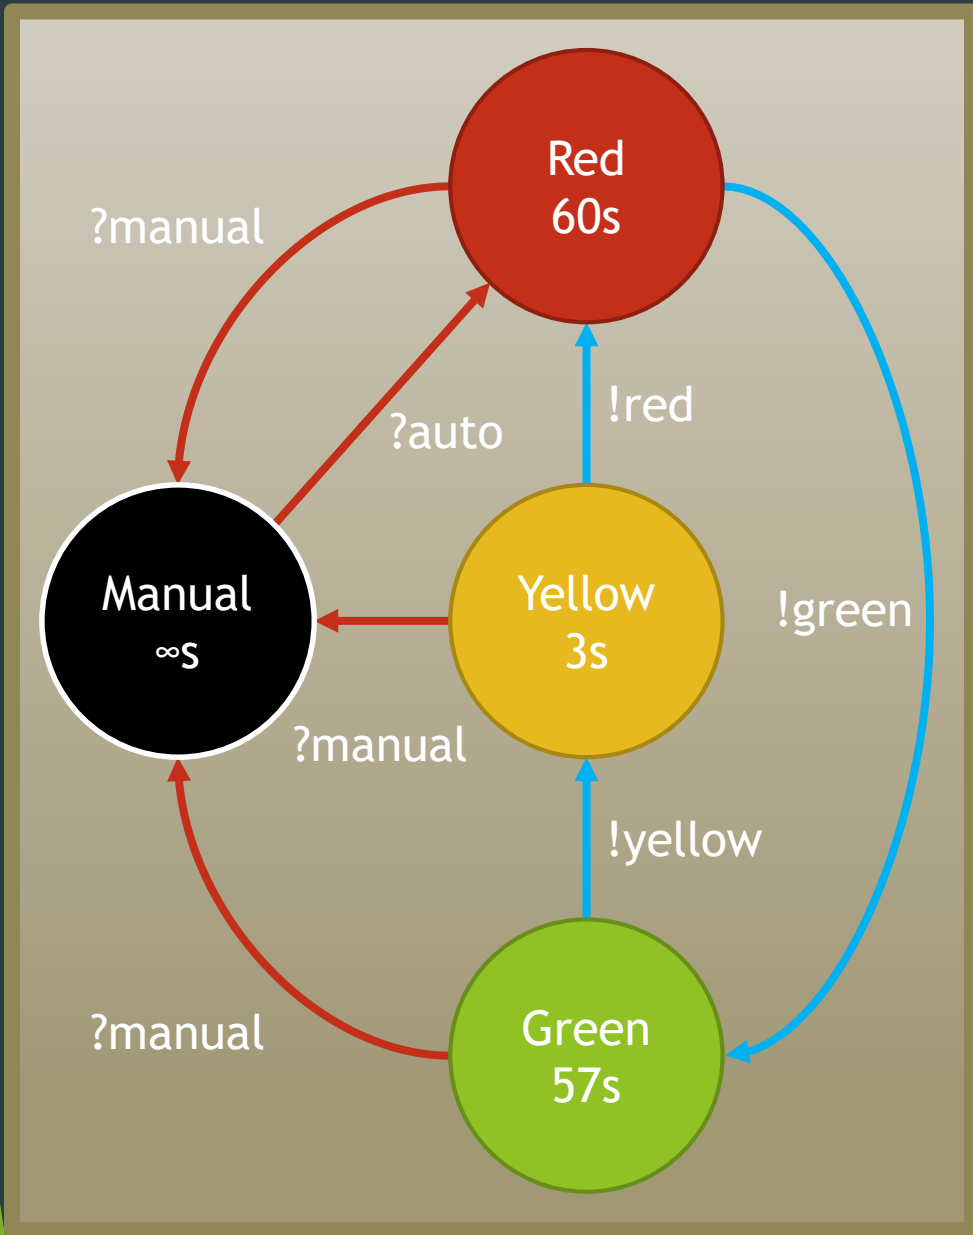 Red
60s
?manual
!red
?auto
Manual
∞s
Yellow
3s
!green
?manual
!yellow
?manual
Green
57s